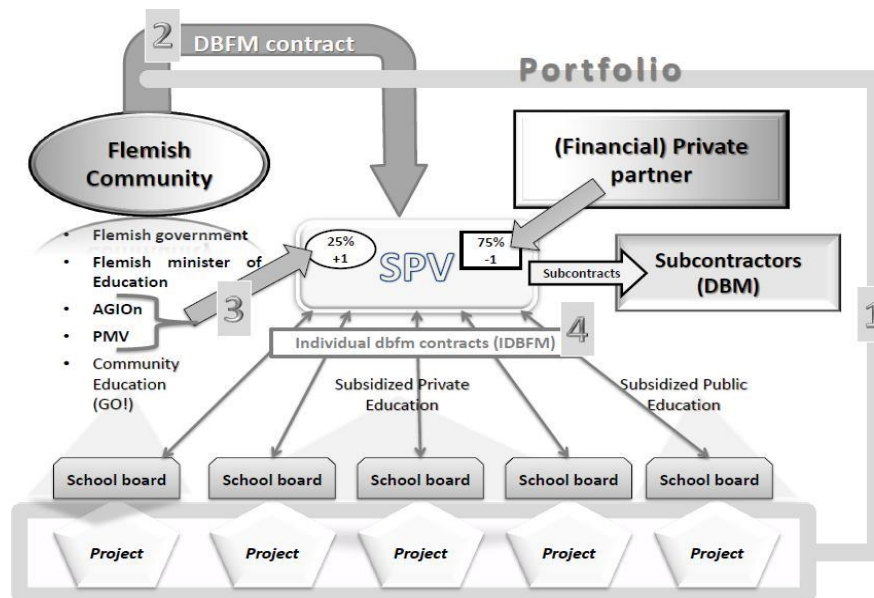 2
DBFM contract
Portfolio
Flemish
Community
(Financial) Private
partner
• Flemish government
• Flemish minister of
Education
• AGIOn
• PMV
• Community
Education
(GO!)
3
25%
+1
SPV
75%
-1
Subcontracts
Subcontractors
(DBM)
1
Individual dbfm contracts (IDBFM)
4
Subsidized Private
Education
Subsidized Public
Education
School board
School board
School board
School board
School board
Project
Project
Project
Project
Project